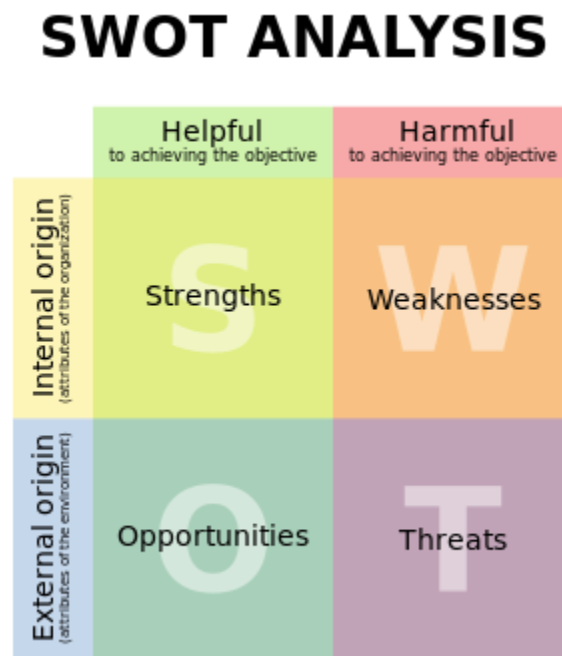 SWOT ANALYSIS
Helpful
to achieving the objective
Harmful
to achieving the objective
Internal origin
(attributes of the organization)
S
Strengths
W
Weaknesses
External origin
(attributes of the environment)
O
Opportunities
T
Threats